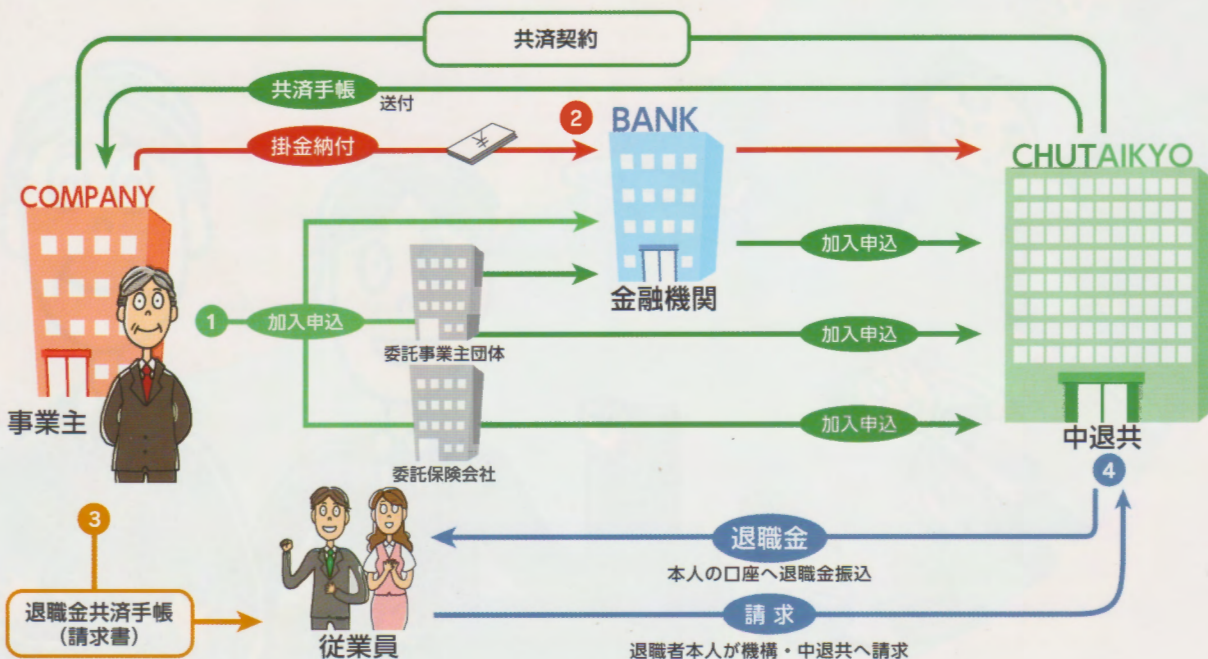 共済契約
共済手帳
送付
掛金納付
2
BANK
CHUTAIKYO
COMPANY
1
加入申込
加入申込
金融機関
委託事業主団体
加入申込
事業主
委託保険会社
加入申込
中退共
3
4
退職金
本人の口座へ退職金振込
退職金共済手帳
(請求書)
請求
従業員
退職者本人が機構・中退共へ請求